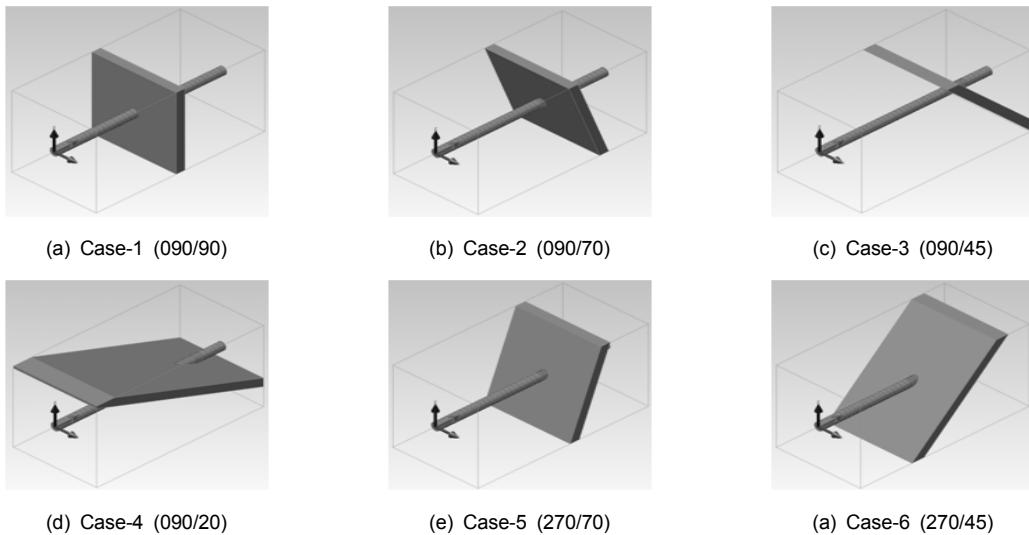 (a) Case-1 (090/90)
(b) Case-2 (090/70)
(c) Case-3 (090/45)
(d) Case-4 (090/20)
(e) Case-5 (270/70)
(a) Case-6 (270/45)